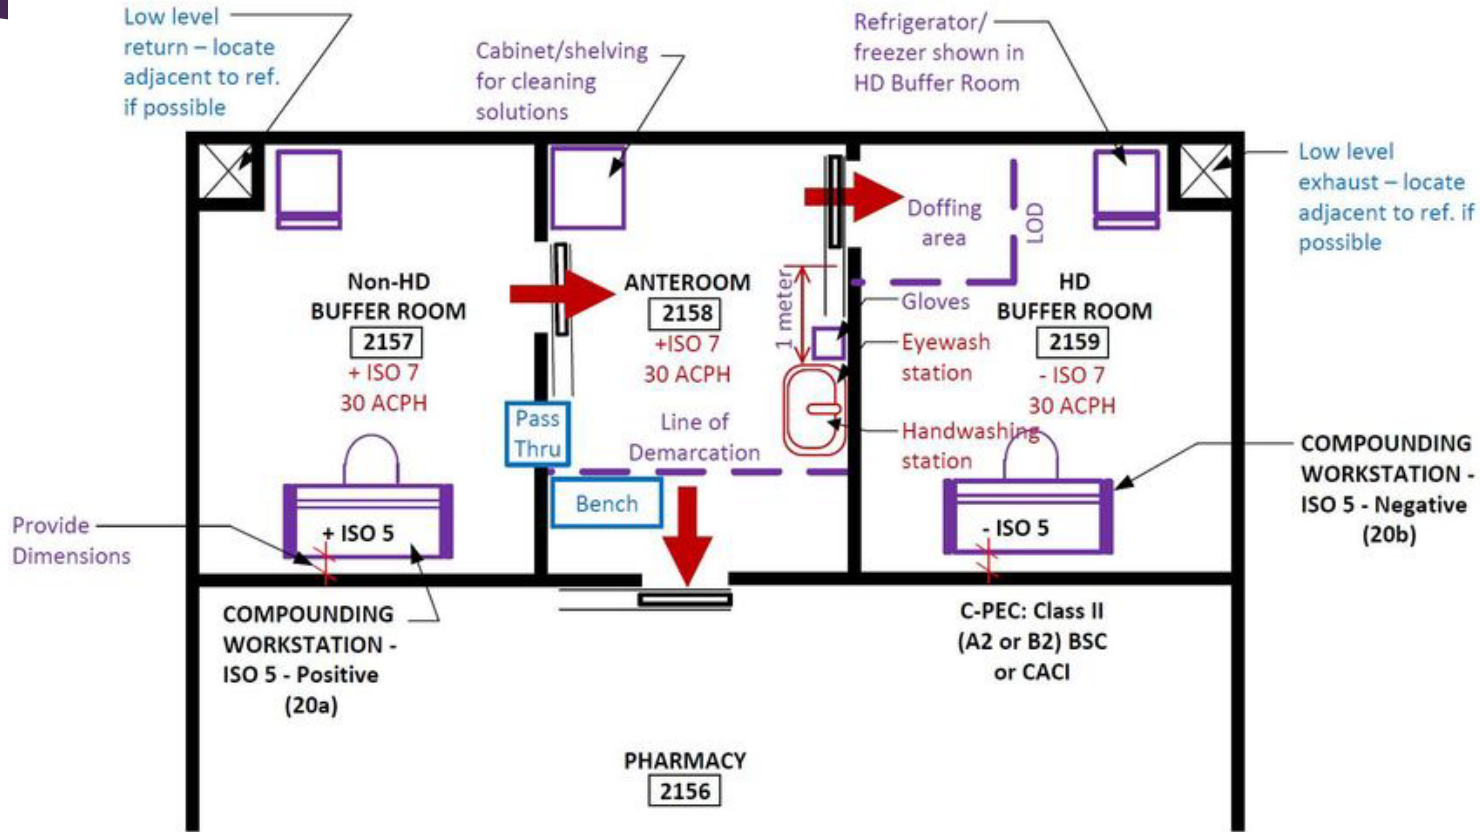 Low level
return – locate
adjacent to ref.
if possible
Cabinet/shelving
for cleaning
solutions
Refrigerator/
freezer shown in
HD Buffer Room
Low level
exhaust – locate
adjacent to ref. if
possible
Non-HD
BUFFER ROOM
2157
+ ISO 7
30 ACPH
ANTEROOM
2158
+ISO 7
30 ACPH
1 meter
Doffing
area
LOD
HD
BUFFER ROOM
2159
- ISO 7
30 ACPH
Gloves
Eyewash
station
Handwashing
station
Pass
Thru
Line of
Demarcation
Bench
Provide
Dimensions
+ ISO 5
- ISO 5
COMPOUNDING
WORKSTATION -
ISO 5 - Negative
(20b)
COMPOUNDING
WORKSTATION -
ISO 5 - Positive
(20a)
C-PEC: Class II
(A2 or B2) BSC
or CACI
PHARMACY
2156